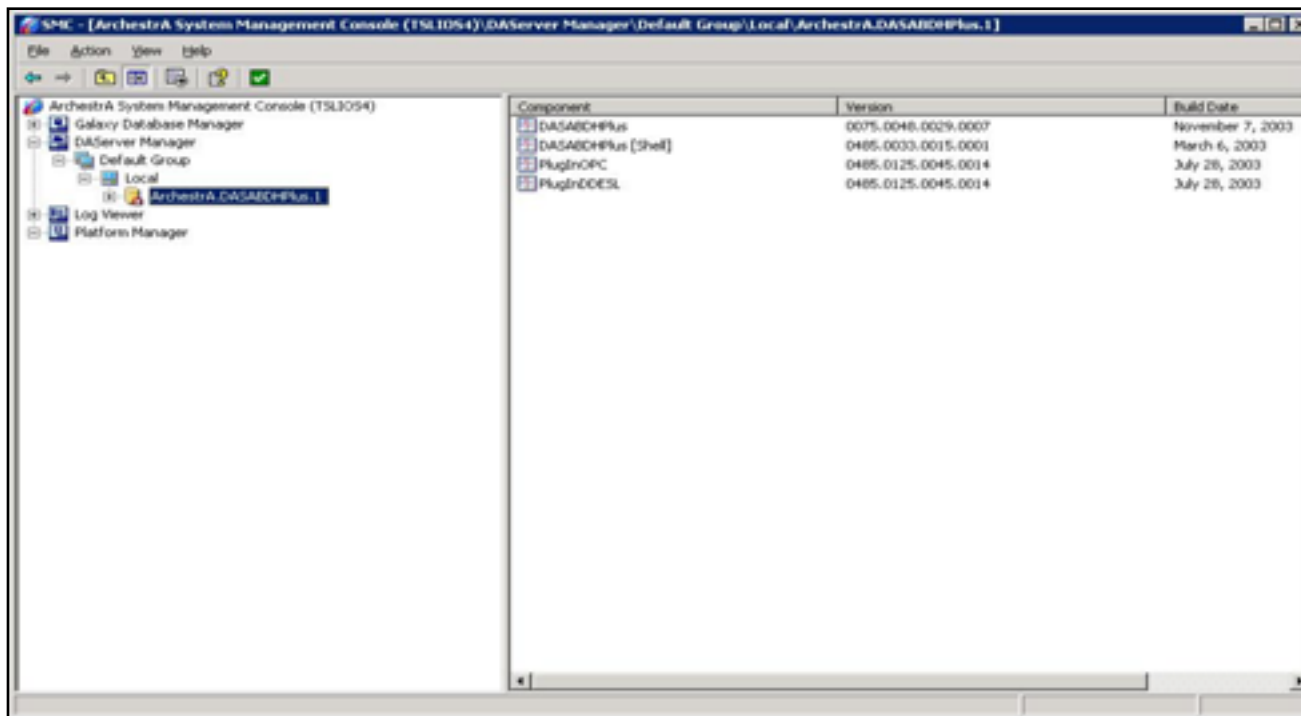 SMC - [ArchestrA System Management Console (TSLIOS4)\DAServer Manager\Default Group\Local\ArchestrA.DASABDHPlus.1]
File Action View Help
ArchestrA System Management Console (TSLIOS4)
Galaxy Database Manager
DAServer Manager
Default Group
Local
ArchestrA.DASABDHPlus.1
Log Viewer
Platform Manager
Component Version Build Date
DASABDHPlus 0075.0048.0029.0007 November 7, 2003
DASABDHPlus [Shell] 0485.0033.0015.0001 March 6, 2003
PlugInOPC 0485.0125.0045.0014 July 28, 2003
PlugInDDESL 0485.0125.0045.0014 July 28, 2003